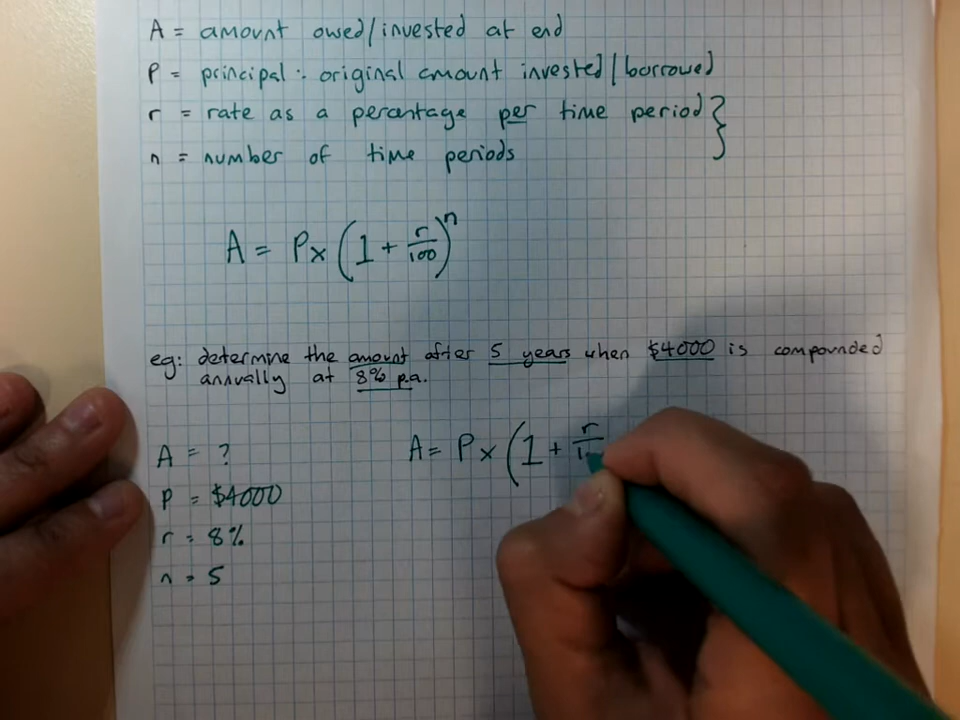 A = amount owed/invested at end
P = principal : original amount invested/borrowed
r = rate as a percentage per time period }
n = number of time periods
A = P× (1 + r/100)^n
eg: determine the amount after 5 years when $4000 is compounded
annually at 8% p.a.
A = ?
P = $4000
r = 8%
n = 5
A = P × (1 + r/10